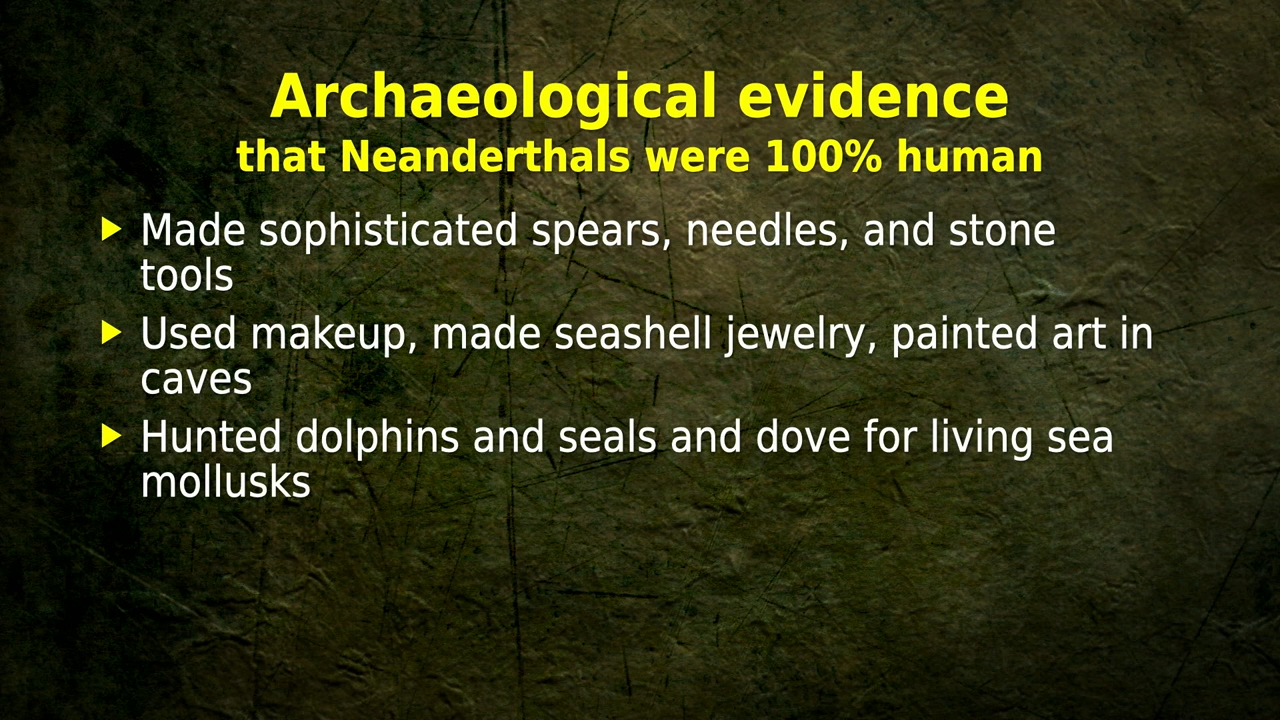 Archaeological evidence
that Neanderthals were 100% human
Made sophisticated spears, needles, and stone
tools
Used makeup, made seashell jewelry, painted art in
caves
Hunted dolphins and seals and dove for living sea
mollusks